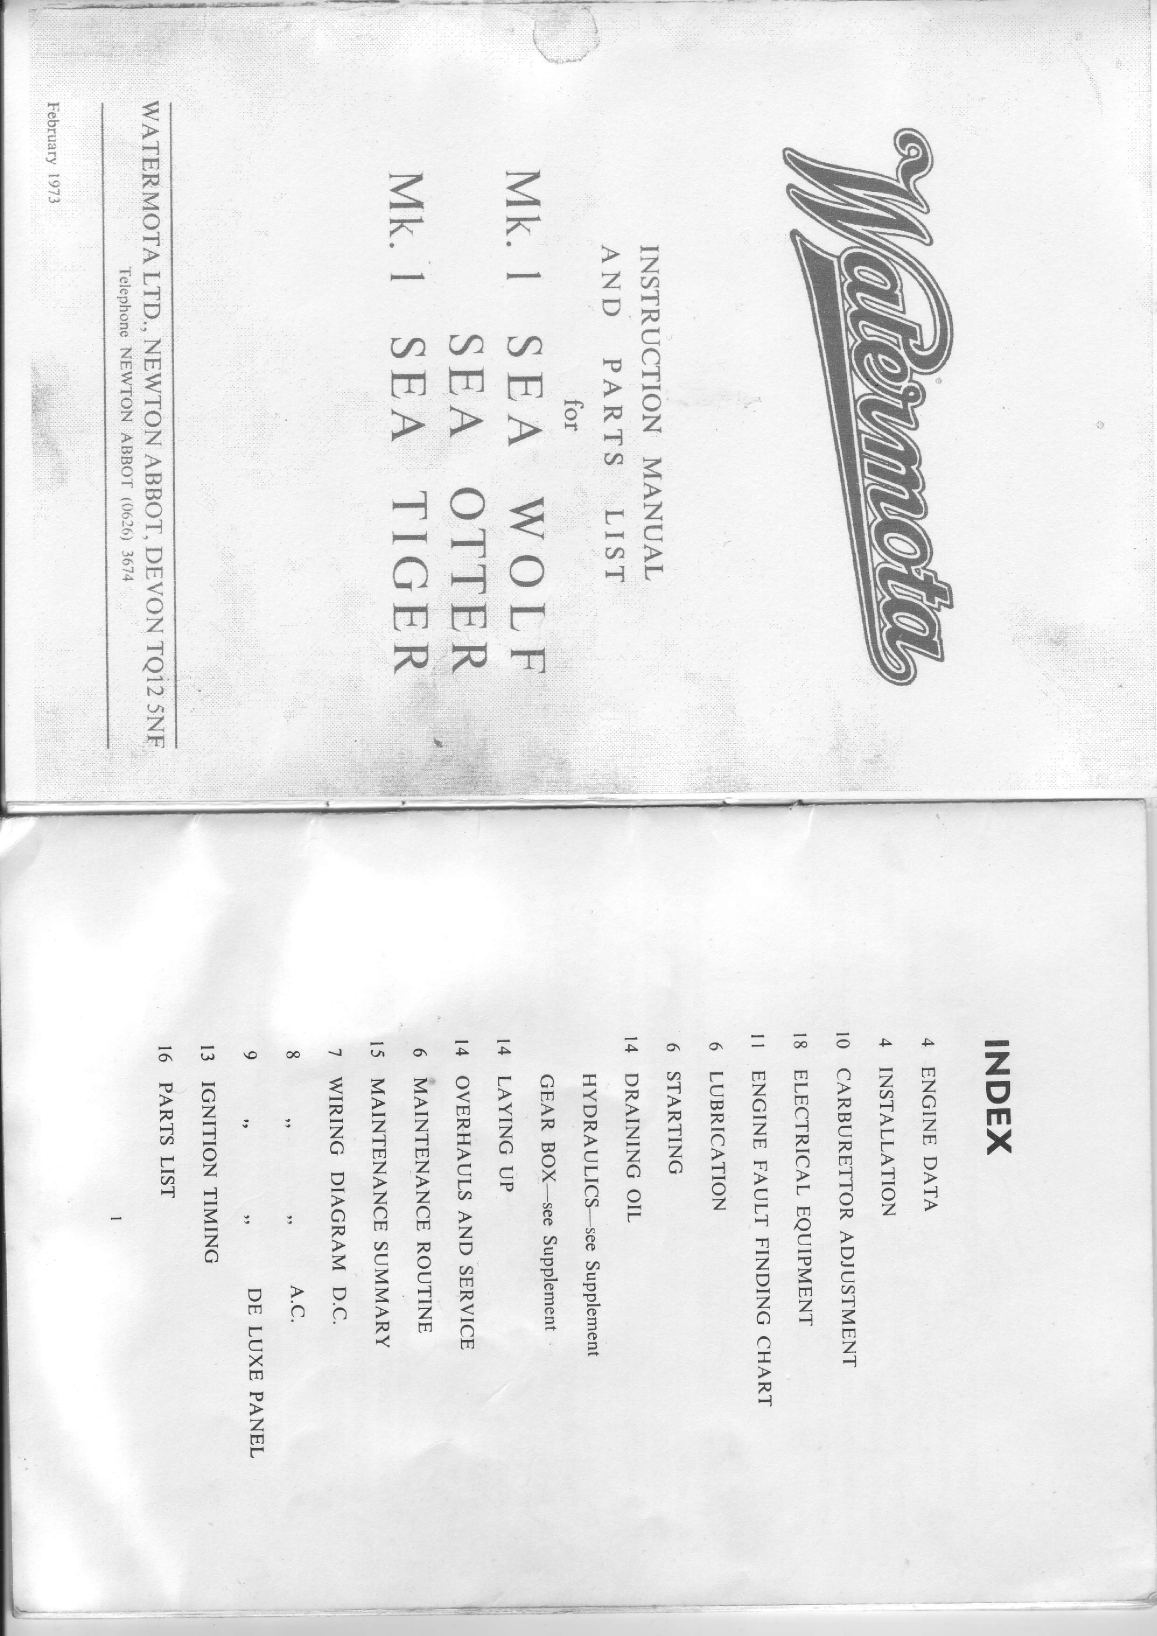 Watermota
INSTRUCTION MANUAL
AND PARTS LIST
for
Mk. 1 SEA WOLF
SEA OTTER
Mk. 1 SEA TIGER
WATERMOTA LTD., NEWTON ABBOT, DEVON TQ12 5NF
Telephone NEWTON ABBOT (0626) 3674
February 1973
INDEX
4 ENGINE DATA
4 INSTALLATION
10 CARBURETTOR ADJUSTMENT
18 ELECTRICAL EQUIPMENT
11 ENGINE FAULT FINDING CHART
6 LUBRICATION
6 STARTING
14 DRAINING OIL
HYDRAULICS—see Supplement
GEAR BOX—see Supplement
14 LAYING UP
14 OVERHAULS AND SERVICE
6 MAINTENANCE ROUTINE
15 MAINTENANCE SUMMARY
7 WIRING DIAGRAM D.C.
8 ,, ,, A.C.
9 ,, ,, DE LUXE PANEL
13 IGNITION TIMING
16 PARTS LIST
1